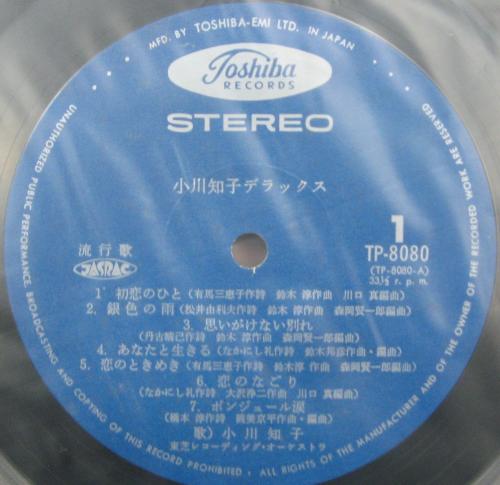 MFD. BY TOSHIBA-EMI LTD. IN JAPAN
Toshiba
RECORDS
STEREO
小川知子デラックス
1
流行歌
JASRAC
TP-8080
(TP-8080-A)
33⅓ r. p. m.
1. 初恋のひと(有馬三恵子作詩 鈴木 淳作曲 川口 真編曲)
2. 銀色の雨(松井由利夫作詩 鈴木 淳作曲 森岡賢一郎編曲)
3. 思いがけない別れ
(丹古晴己作詩 鈴木 淳作曲 森岡賢一郎編曲)
4. あなたと生きる(なかにし礼作詩 鈴木邦彦作曲・編曲)
5. 恋のときめき(有馬三恵子作詩 鈴木 淳作曲 森岡賢一郎編曲)
6. 恋のなごり
(なかにし礼作詩 大沢浄二作曲 川口 真編曲)
7. ボンジュール涙
(橋本 淳作詩 筒美京平作曲・編曲)
歌) 小川知子
東芝レコーディング・オーケストラ
UNAUTHORIZED PUBLIC PERFORMANCE, BROADCASTING AND COPYING OF THIS RECORD PROHIBITED · ALL RIGHTS OF THE MANUFACTURER AND OF THE OWNER OF THE RECORDED WORK ARE RESERVED